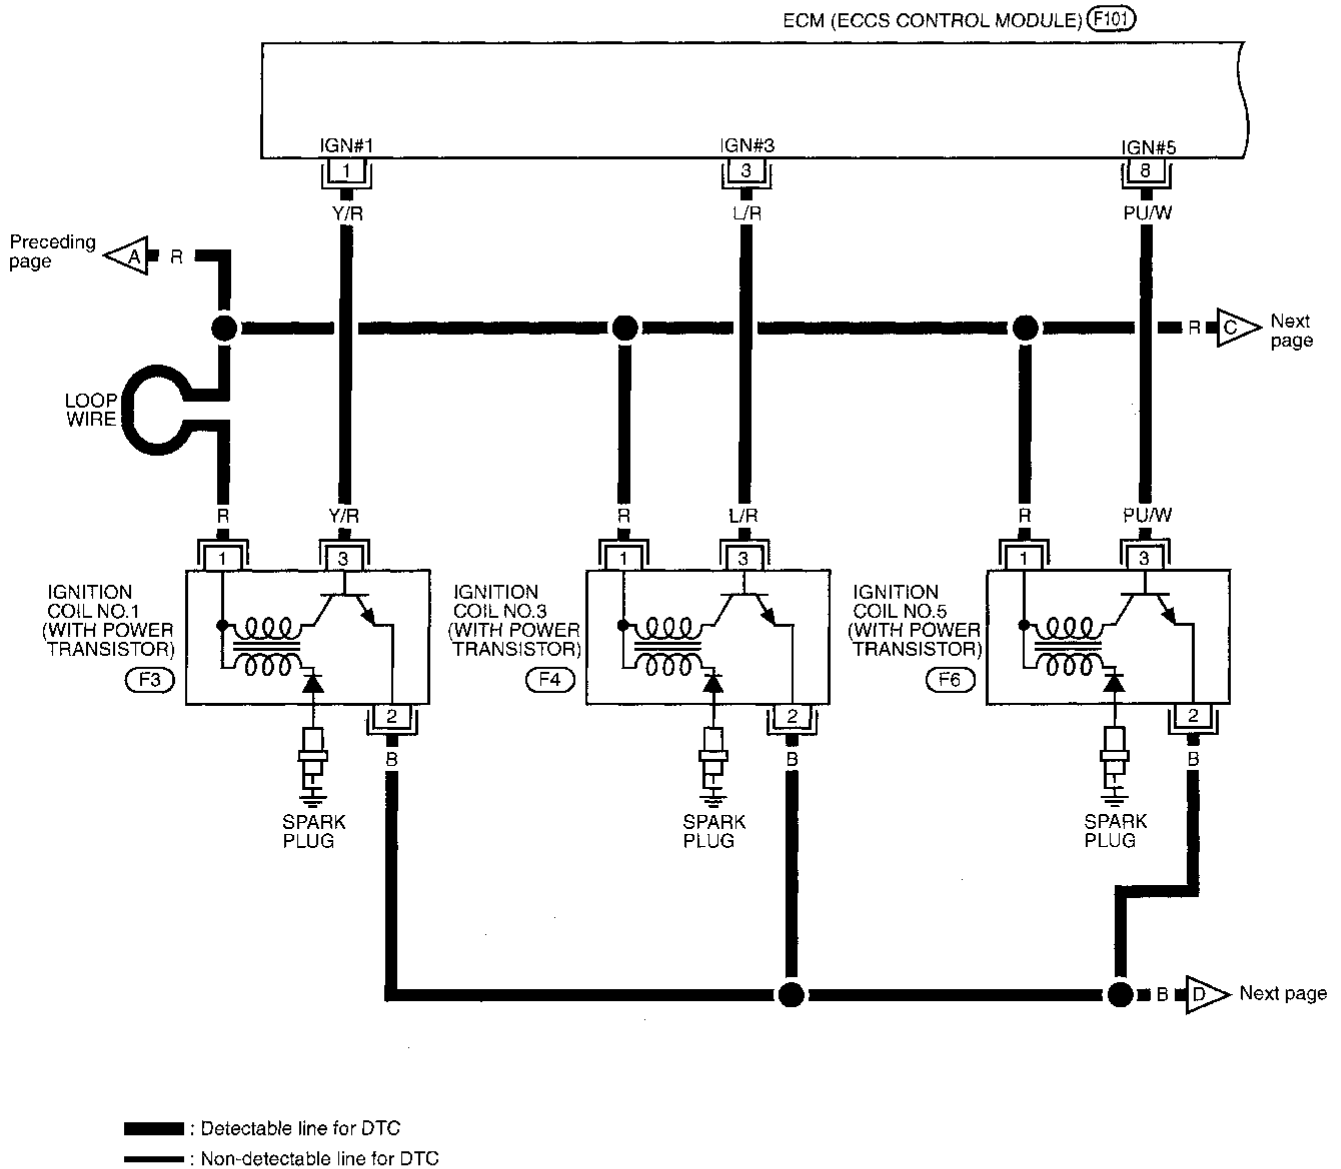 ECM (ECCS CONTROL MODULE) F101
IGN#1
IGN#3
IGN#5
1
3
8
Y/R
L/R
PU/W
Preceding
page
A
R
R
C
Next
page
LOOP
WIRE
R
Y/R
R
L/R
R
PU/W
1
3
1
3
1
3
IGNITION
COIL NO.1
(WITH POWER
TRANSISTOR)
F3
IGNITION
COIL NO.3
(WITH POWER
TRANSISTOR)
F4
IGNITION
COIL NO.5
(WITH POWER
TRANSISTOR)
F6
2
2
2
B
B
B
SPARK
PLUG
SPARK
PLUG
SPARK
PLUG
B
D
Next page
: Detectable line for DTC
: Non-detectable line for DTC